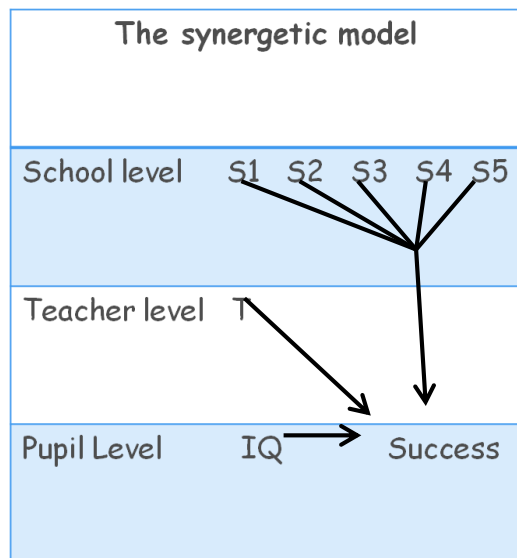 The synergetic model
School level S1 S2 S3 S4 S5
Teacher level T
Pupil Level IQ Success